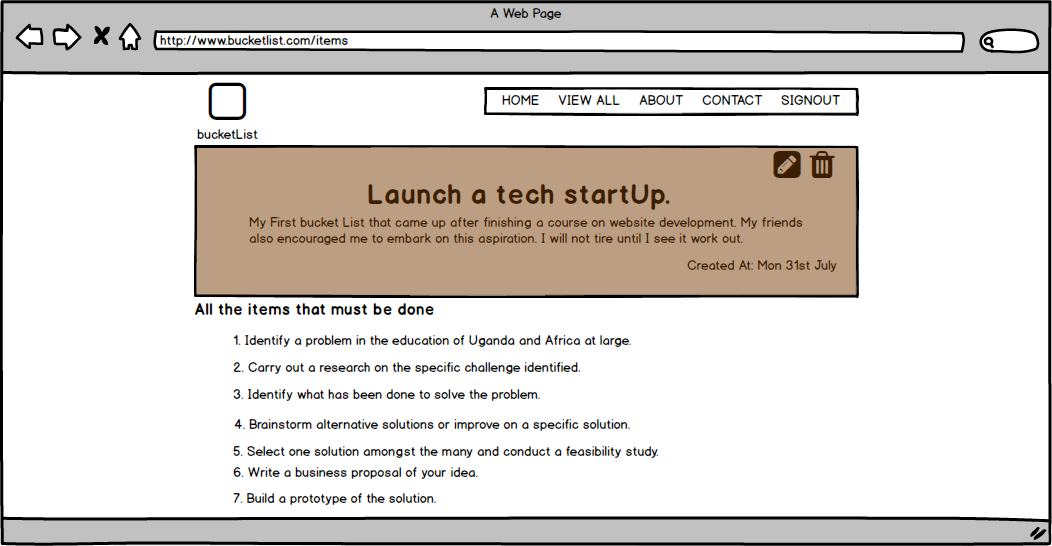 A Web Page
http://www.bucketlist.com/items
HOME VIEW ALL ABOUT CONTACT SIGNOUT
bucketList
Launch a tech startUp.
My First bucket List that came up after finishing a course on website development. My friends
also encouraged me to embark on this aspiration. I will not tire until I see it work out.
Created At: Mon 31st July
All the items that must be done
1. Identify a problem in the education of Uganda and Africa at large.
2. Carry out a research on the specific challenge identified.
3. Identify what has been done to solve the problem.
4. Brainstorm alternative solutions or improve on a specific solution.
5. Select one solution amongst the many and conduct a feasibility study.
6. Write a business proposal of your idea.
7. Build a prototype of the solution.